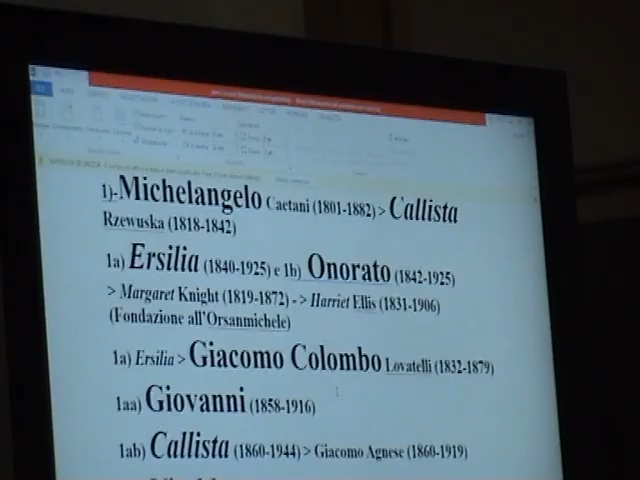 1)-Michelangelo Caetani (1801-1882) > Callista
Rzewuska (1818-1842)
1a) Ersilia (1840-1925) e 1b) Onorato (1842-1925)
> Margaret Knight (1819-1872) - > Harriet Ellis (1831-1906)
(Fondazione all'Orsanmichele)
1a) Ersilia > Giacomo Colombo Lovatelli (1832-1879)
1aa) Giovanni (1858-1916)
1ab) Callista (1860-1944) > Giacomo Agnese (1860-1919)